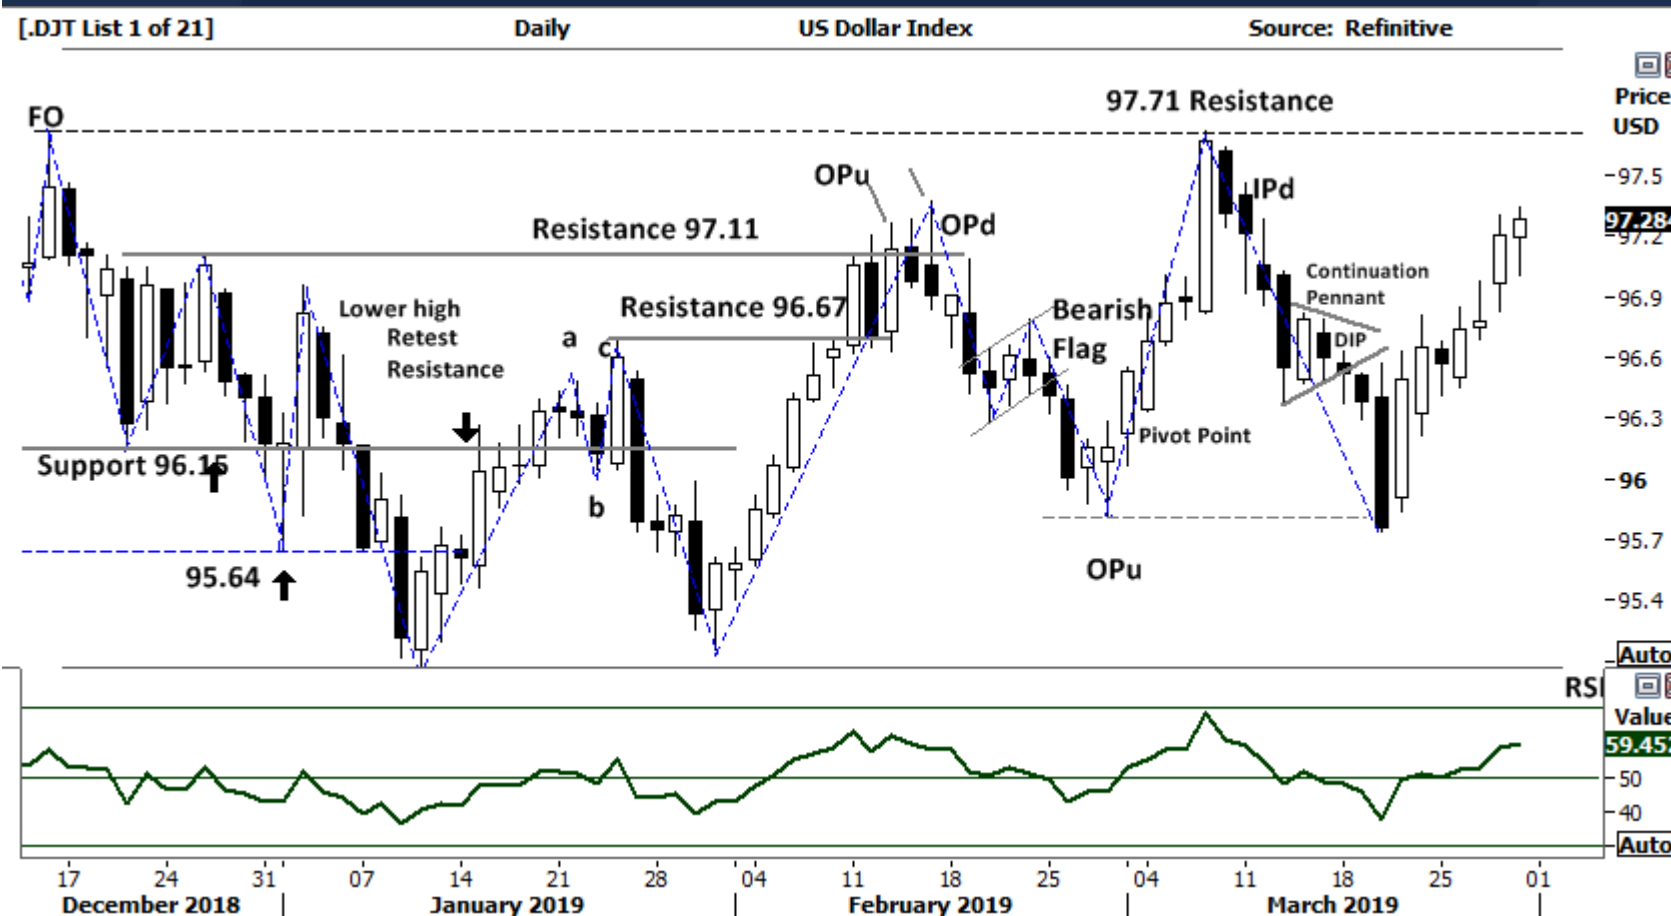 [.DJT List 1 of 21] Daily US Dollar Index Source: Refinitive
Price
USD
97.71 Resistance
FO
OPu
IPd
97.5
OPd
Resistance 97.11
97.284
97.2
Continuation
Pennant
Lower high
Retest
Resistance
Resistance 96.67
96.9
Bearish
Flag
a
c
DIP
96.6
96.3
Pivot Point
Support 96.15
96
b
95.7
95.64
OPu
95.4
Auto
RSI
Value
59.452
50
40
Auto
17 24 31 07 14 21 28 04 11 18 25 04 11 18 25 01
December 2018 January 2019 February 2019 March 2019